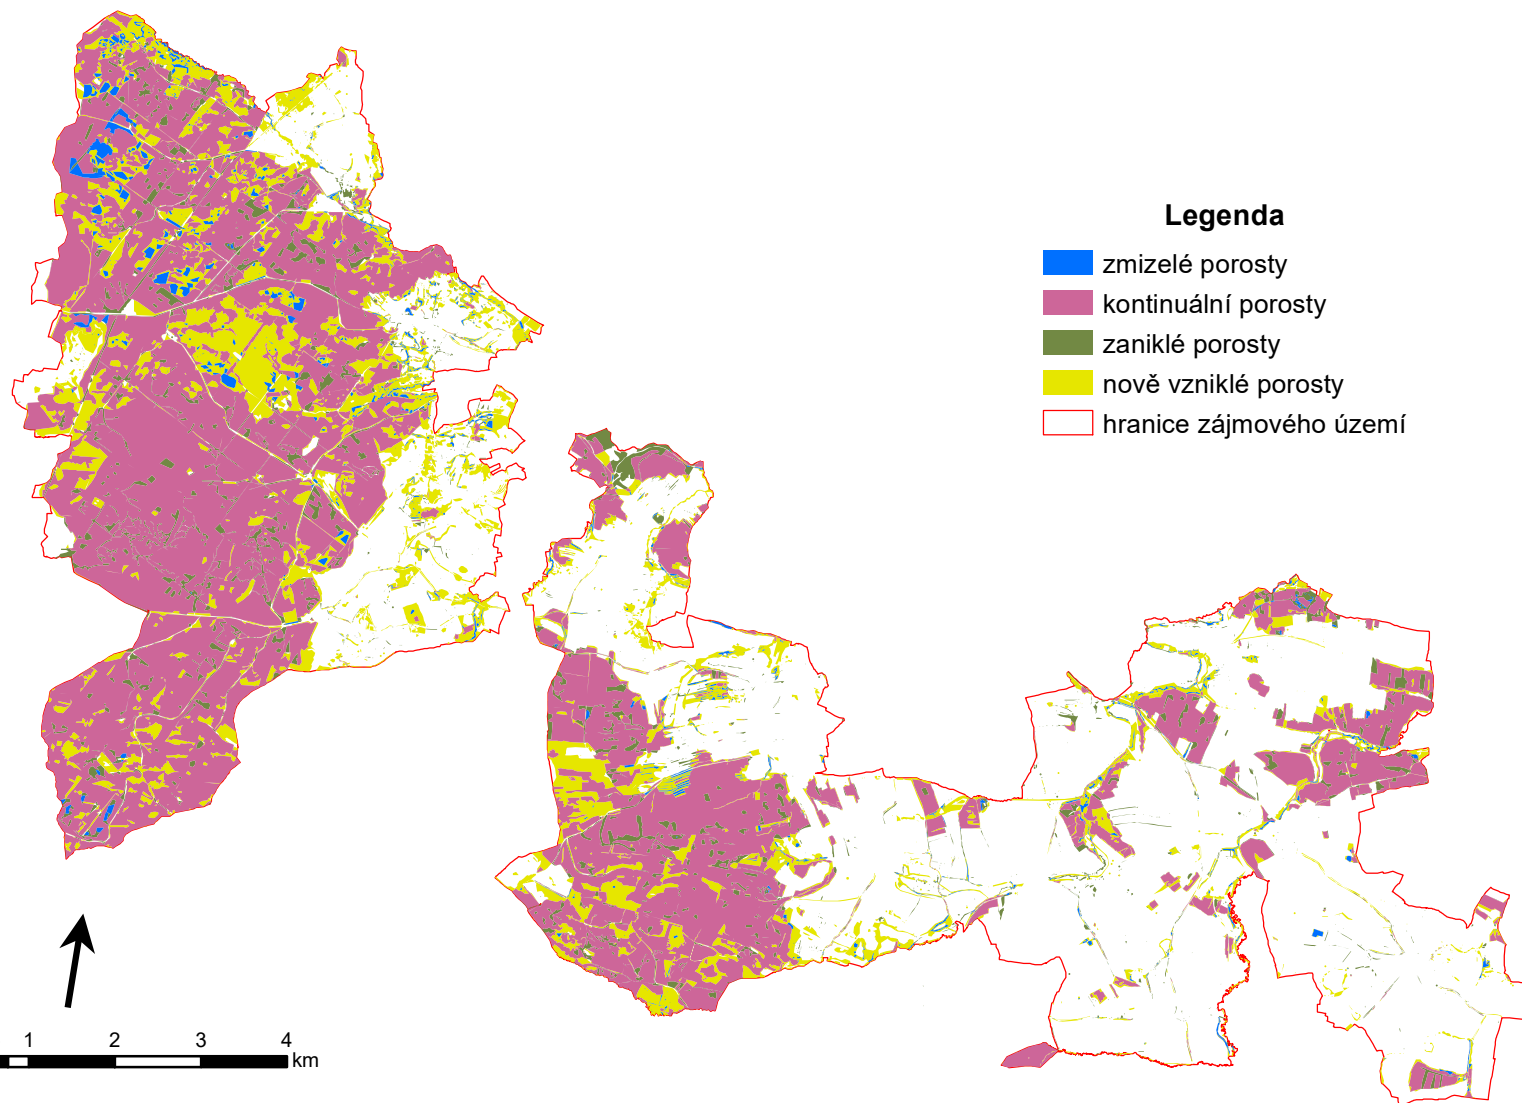 Legenda
zmizelé porosty
kontinuální porosty
zaniklé porosty
nově vzniklé porosty
hranice zájmového území
1 2 3 4
km